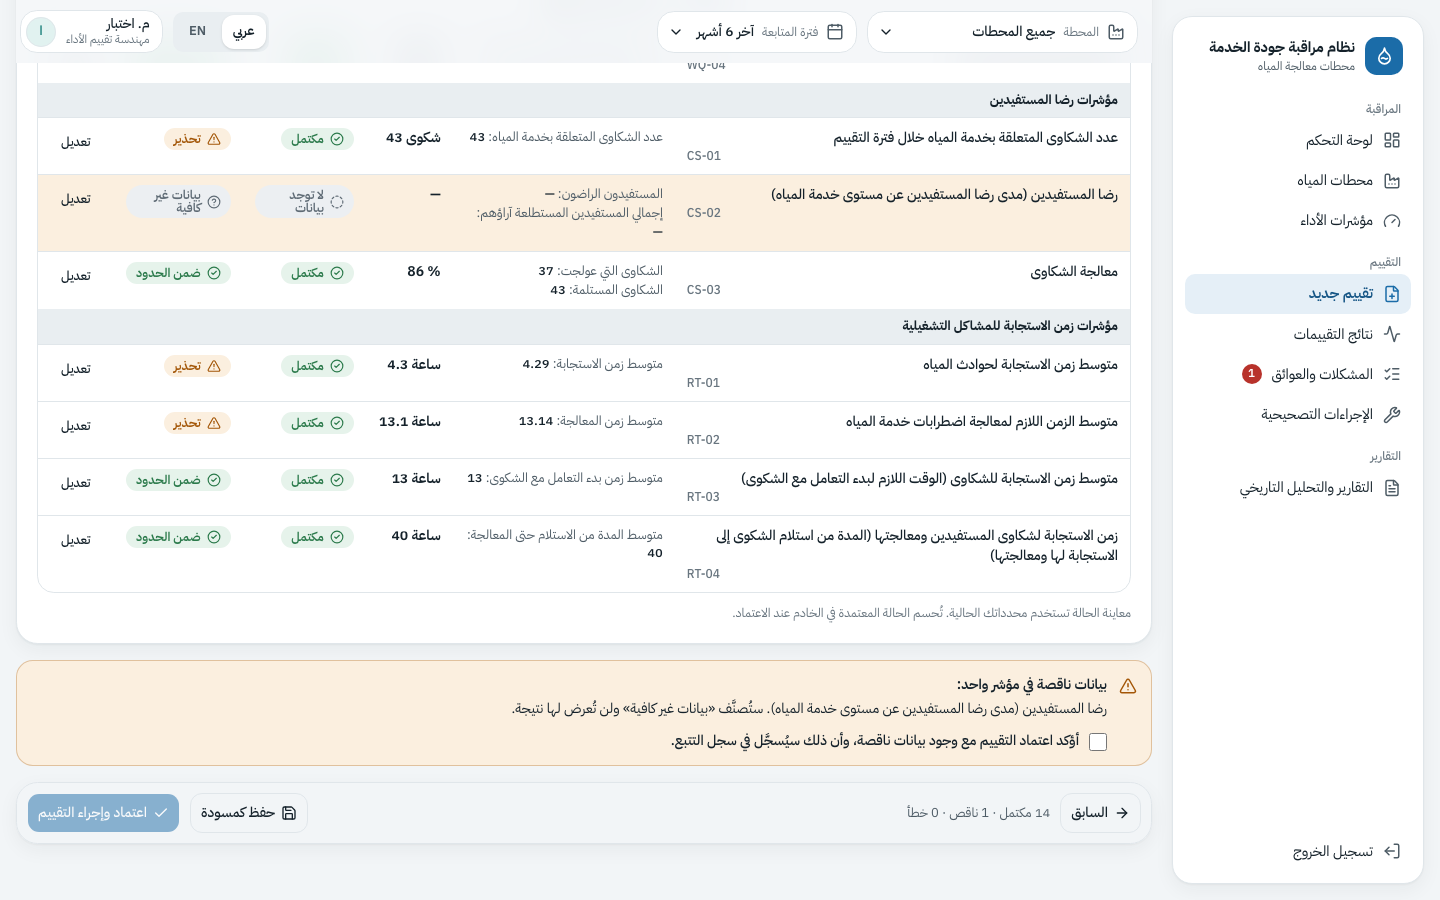 نظام مراقبة جودة الخدمة
محطات معالجة المياه
المراقبة
لوحة التحكم
محطات المياه
مؤشرات الأداء
التقييم
تقييم جديد
نتائج التقييمات
المشكلات والعوائق 1
الإجراءات التصحيحية
التقارير
التقارير والتحليل التاريخي
تسجيل الخروج
المحطة جميع المحطات
فترة المتابعة آخر 6 أشهر
عربي EN
م. اختبار
مهندسة تقييم الأداء
ا
WQ-04
مؤشرات رضا المستفيدين
عدد الشكاوى المتعلقة بخدمة المياه خلال فترة التقييم
CS-01
عدد الشكاوى المتعلقة بخدمة المياه: 43
43 شكوى
مكتمل
تحذير
تعديل
رضا المستفيدين (مدى رضا المستفيدين عن مستوى خدمة المياه)
CS-02
المستفيدون الراضون: —
إجمالي المستفيدين المستطلعة آراؤهم:
—
—
لا توجد
بيانات
بيانات غير
كافية
تعديل
معالجة الشكاوى
CS-03
الشكاوى التي عولجت: 37
الشكاوى المستلمة: 43
86 %
مكتمل
ضمن الحدود
تعديل
مؤشرات زمن الاستجابة للمشاكل التشغيلية
متوسط زمن الاستجابة لحوادث المياه
RT-01
متوسط زمن الاستجابة: 4.29
4.3 ساعة
مكتمل
تحذير
تعديل
متوسط الزمن اللازم لمعالجة اضطرابات خدمة المياه
RT-02
متوسط زمن المعالجة: 13.14
13.1 ساعة
مكتمل
تحذير
تعديل
متوسط زمن الاستجابة للشكاوى (الوقت اللازم لبدء التعامل مع الشكوى)
RT-03
متوسط زمن بدء التعامل مع الشكوى: 13
13 ساعة
مكتمل
ضمن الحدود
تعديل
زمن الاستجابة لشكاوى المستفيدين ومعالجتها (المدة من استلام الشكوى إلى
الاستجابة لها ومعالجتها)
RT-04
متوسط المدة من الاستلام حتى المعالجة:
40
40 ساعة
مكتمل
ضمن الحدود
تعديل
معاينة الحالة تستخدم محدداتك الحالية. تُحسم الحالة المعتمدة في الخادم عند الاعتماد.
بيانات ناقصة في مؤشر واحد:
رضا المستفيدين (مدى رضا المستفيدين عن مستوى خدمة المياه). ستُصنَّف «بيانات غير كافية» ولن تُعرض لها نتيجة.
أؤكد اعتماد التقييم مع وجود بيانات ناقصة، وأن ذلك سيُسجَّل في سجل التتبع.
السابق
14 مكتمل · 1 ناقص · 0 خطأ
حفظ كمسودة
اعتماد وإجراء التقييم